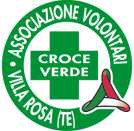 • ASSOCIAZIONE VOLONTARI •
CROCE
VERDE
VILLA ROSA (TE)